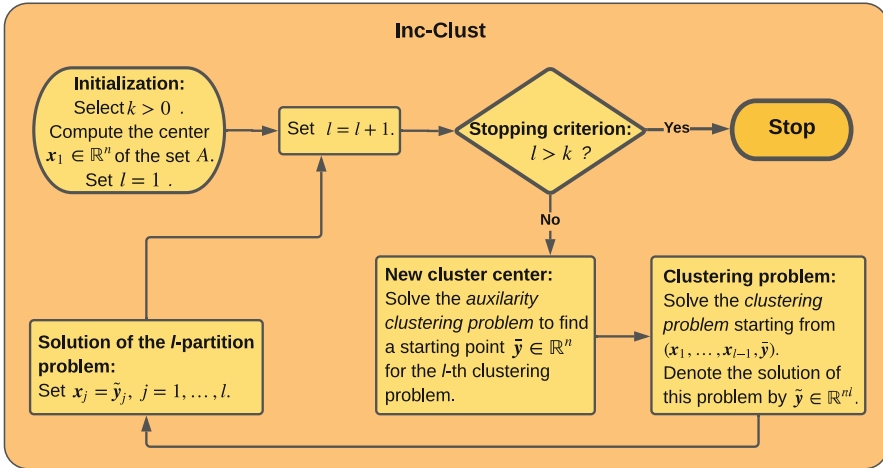 Inc-Clust
Initialization:
Select k > 0 .
Compute the center
x₁ ∈ ℝⁿ of the set A.
Set l = 1 .
Set l = l + 1.
Stopping criterion:
l > k ?
Yes
Stop
No
New cluster center:
Solve the auxilarity
clustering problem to find
a starting point ȳ ∈ ℝⁿ
for the l-th clustering
problem.
Clustering problem:
Solve the clustering
problem starting from
(x₁, … , xₗ₋₁, ȳ).
Denote the solution of
this problem by ỹ ∈ ℝⁿˡ.
Solution of the l-partition
problem:
Set xⱼ = ỹⱼ, j = 1, … , l.